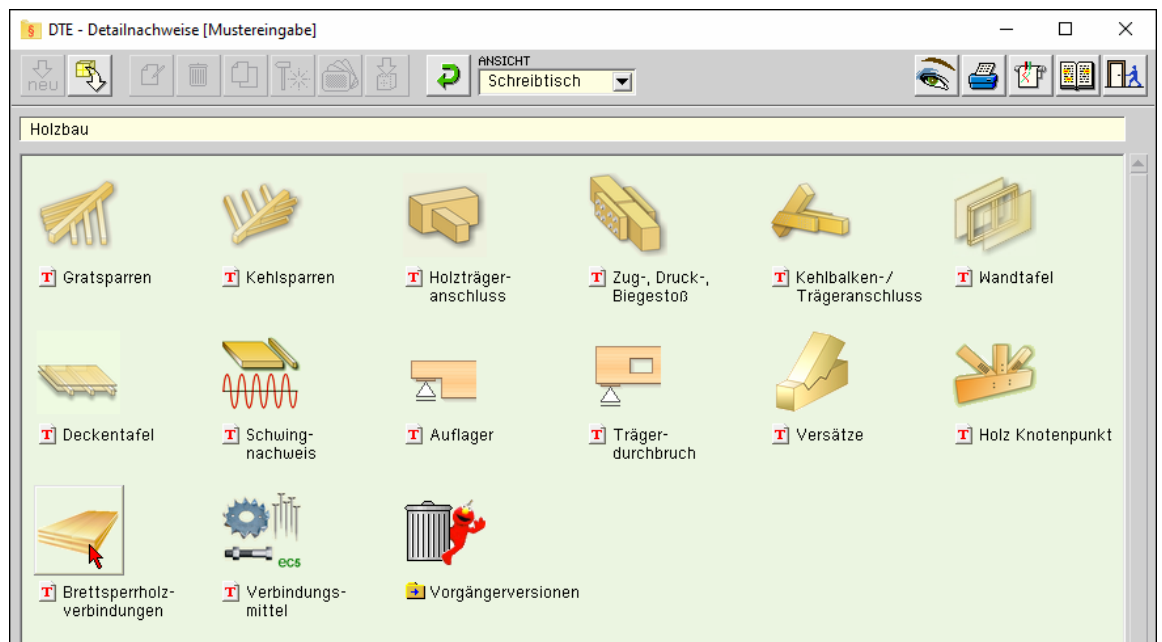 § DTE - Detailnachweise [Mustereingabe]
ANSICHT
neu
Schreibtisch
Holzbau
T Gratsparren
T Kehlsparren
T Holzträger-
anschluss
T Zug-, Druck-,
Biegestoß
T Kehlbalken-/
Trägeranschluss
T Wandtafel
T Deckentafel
T Schwing-
nachweis
T Auflager
T Träger-
durchbruch
T Versätze
T Holz Knotenpunkt
T Brettsperrholz-
verbindungen
ec5
T Verbindungs-
mittel
Vorgängerversionen